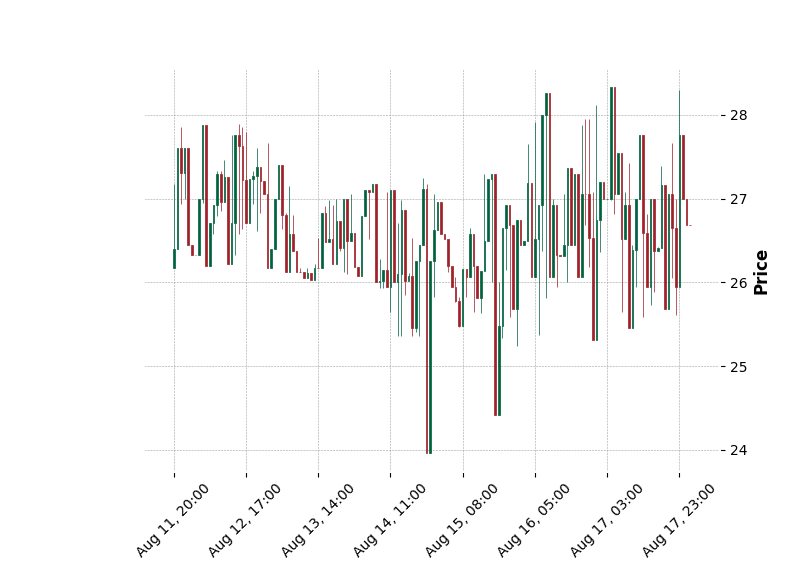 28
27
26
25
24
Price
Aug 11, 20:00
Aug 12, 17:00
Aug 13, 14:00
Aug 14, 11:00
Aug 15, 08:00
Aug 16, 05:00
Aug 17, 03:00
Aug 17, 23:00